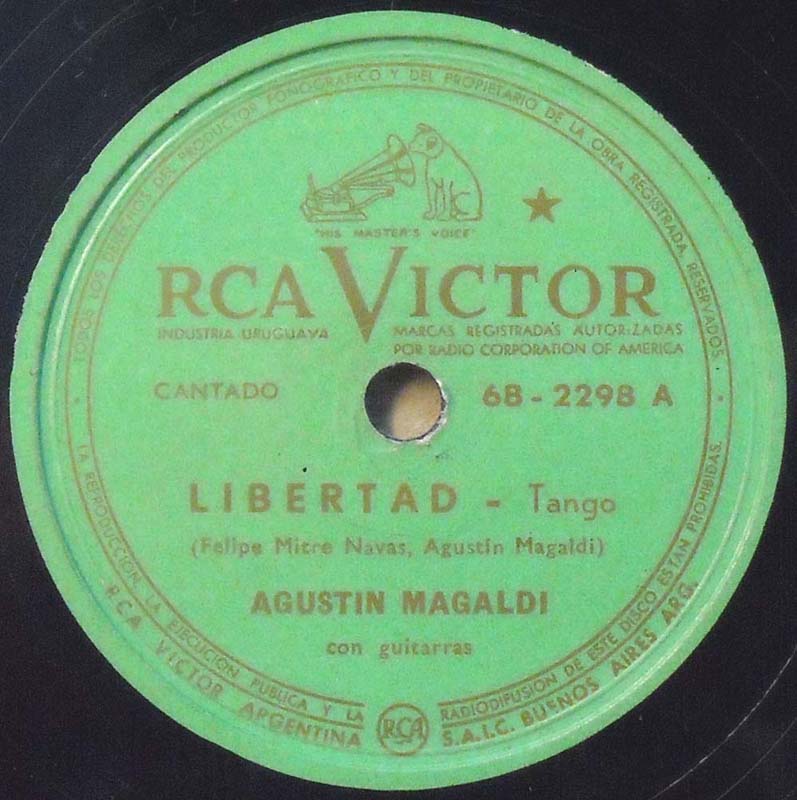 TODOS LOS DERECHOS DEL PRODUCTOR FONOGRAFICO Y DEL PROPIETARIO DE LA OBRA REGISTRADA, RESERVADOS.
"HIS MASTER'S VOICE"
RCA VICTOR
INDUSTRIA URUGUAYA
MARCAS REGISTRADAS AUTORIZADAS
POR RADIO CORPORATION OF AMERICA
CANTADO
68-2298 A
LIBERTAD - Tango
(Felipe Mitre Navas, Agustín Magaldi)
AGUSTIN MAGALDI
con guitarras
LA REPRODUCCION, LA EJECUCION PUBLICA Y LA RADIODIFUSION DE ESTE DISCO ESTAN PROHIBIDAS.
RCA VICTOR ARGENTINA S.A.I.C. BUENOS AIRES ARG.
RCA